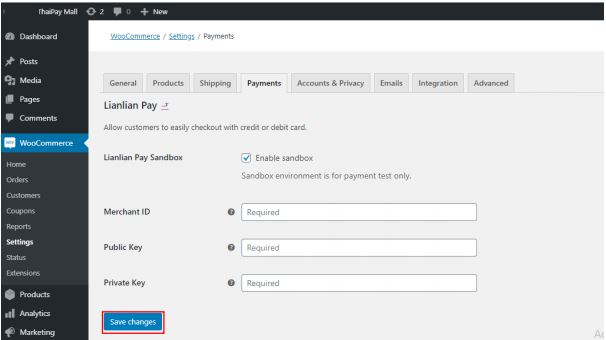 ThaiPay Mall 2 0 + New
Dashboard
WooCommerce / Settings / Payments
Posts
Media
Pages
Comments
WooCommerce
Home
Orders
Customers
Coupons
Reports
Settings
Status
Extensions
Products
Analytics
Marketing
General Products Shipping Payments Accounts & Privacy Emails Integration Advanced
Lianlian Pay
Allow customers to easily checkout with credit or debit card.
Lianlian Pay Sandbox Enable sandbox
Sandbox environment is for payment test only.
Merchant ID Required
Public Key Required
Private Key Required
Save changes